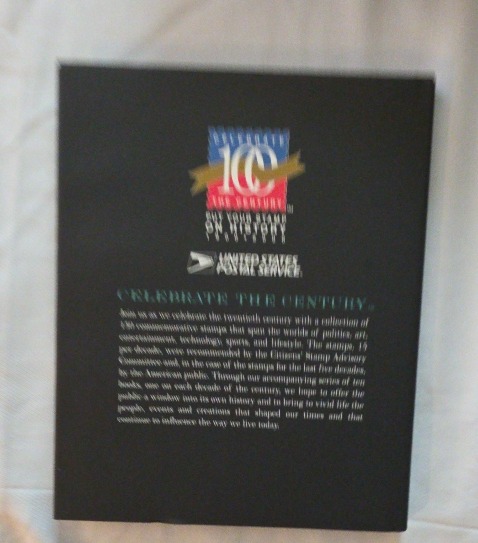 CELEBRATE
100
THE CENTURY
PUT YOUR STAMP
ON HISTORY
UNITED STATES
POSTAL SERVICE
CELEBRATE THE CENTURY
Join us as we celebrate the twentieth century with a collection of
150 commemorative stamps that span the worlds of politics, art,
entertainment, technology, sports, and lifestyle. The stamps, 15
per decade, were recommended by the Citizens' Stamp Advisory
Committee and, in the case of the stamps for the last five decades,
by the American public. Through our accompanying series of ten
books, one on each decade of the century, we hope to offer the
public a window into its own history and to bring to vivid life the
people, events and creations that shaped our times and that
continue to influence the way we live today.